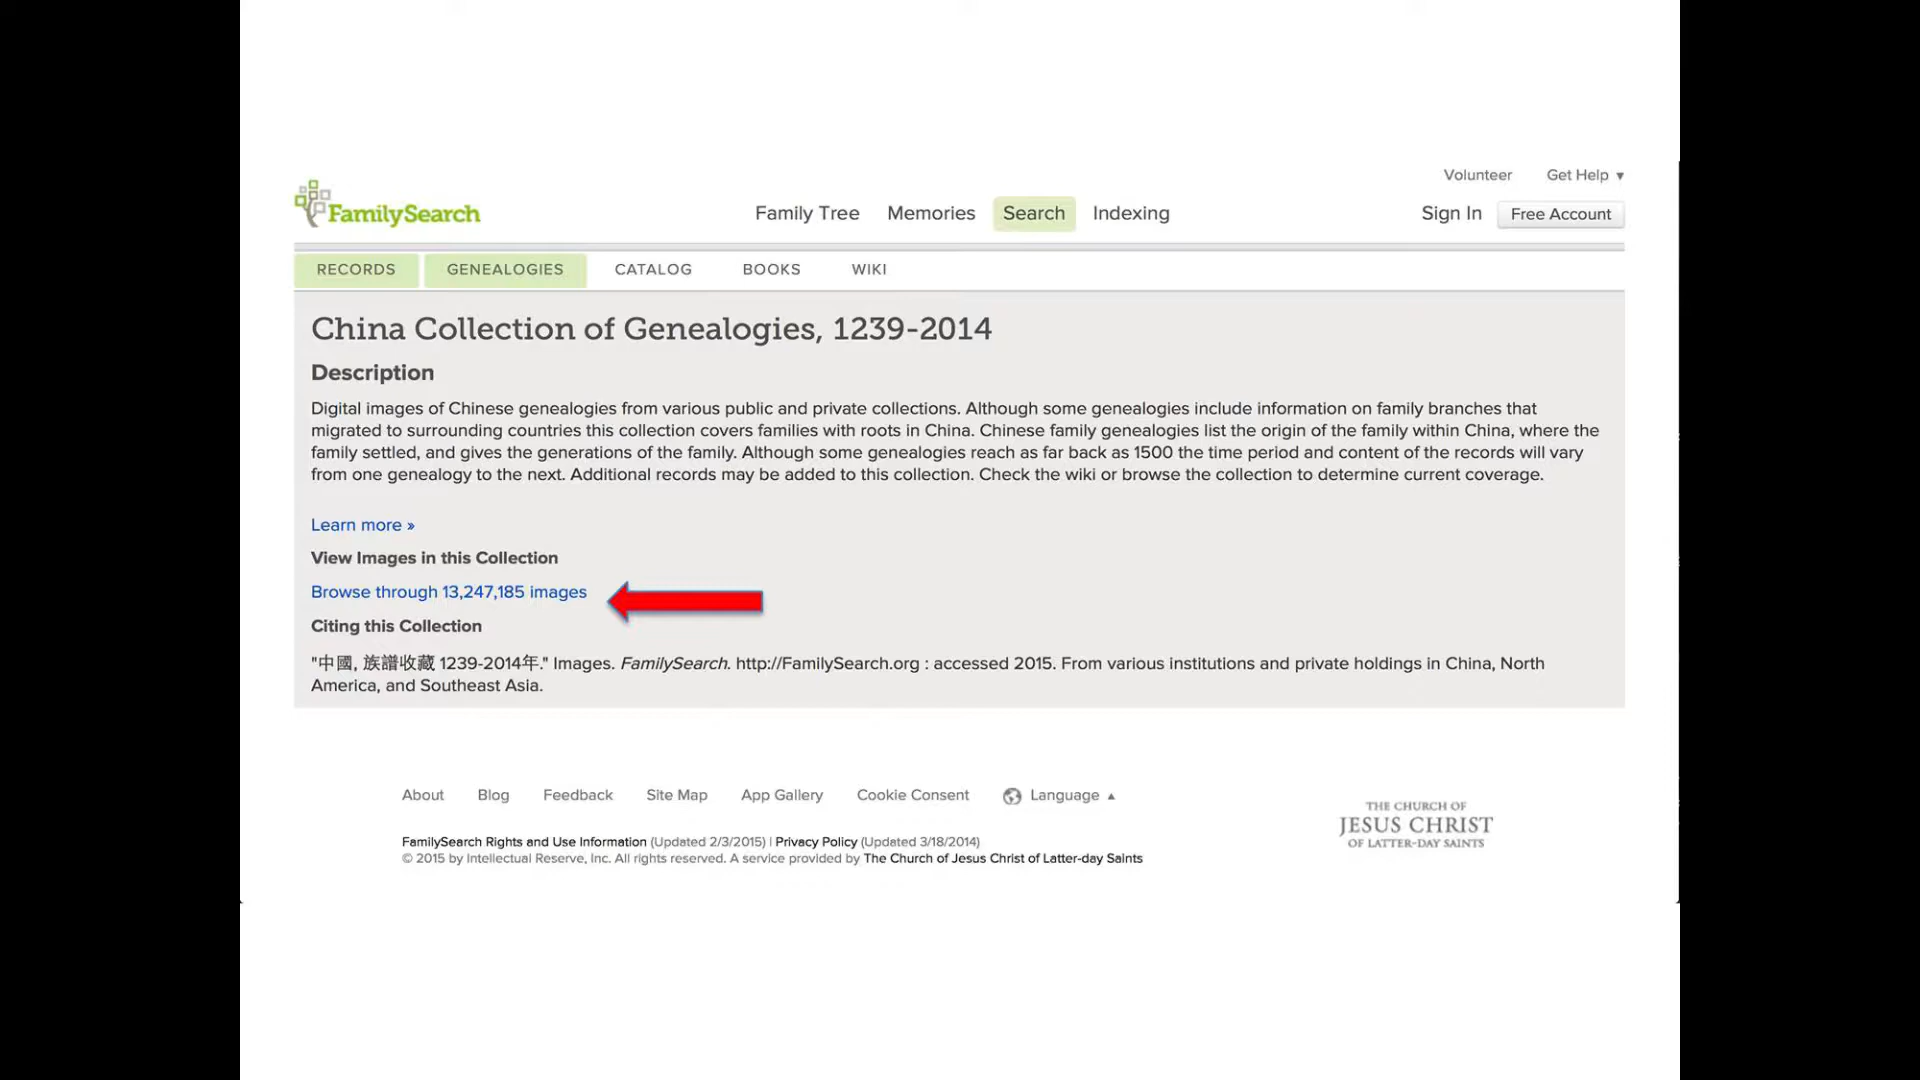 Volunteer Get Help ▼
FamilySearch Family Tree Memories Search Indexing Sign In Free Account
RECORDS GENEALOGIES CATALOG BOOKS WIKI
China Collection of Genealogies, 1239-2014
Description
Digital images of Chinese genealogies from various public and private collections. Although some genealogies include information on family branches that
migrated to surrounding countries this collection covers families with roots in China. Chinese family genealogies list the origin of the family within China, where the
family settled, and gives the generations of the family. Although some genealogies reach as far back as 1500 the time period and content of the records will vary
from one genealogy to the next. Additional records may be added to this collection. Check the wiki or browse the collection to determine current coverage.
Learn more »
View Images in this Collection
Browse through 13,247,185 images
Citing this Collection
"中國, 族譜收藏 1239-2014年." Images. FamilySearch. http://FamilySearch.org : accessed 2015. From various institutions and private holdings in China, North
America, and Southeast Asia.
About Blog Feedback Site Map App Gallery Cookie Consent Language ▲
THE CHURCH OF
JESUS CHRIST
OF LATTER-DAY SAINTS
FamilySearch Rights and Use Information (Updated 2/3/2015) | Privacy Policy (Updated 3/18/2014)
© 2015 by Intellectual Reserve, Inc. All rights reserved. A service provided by The Church of Jesus Christ of Latter-day Saints